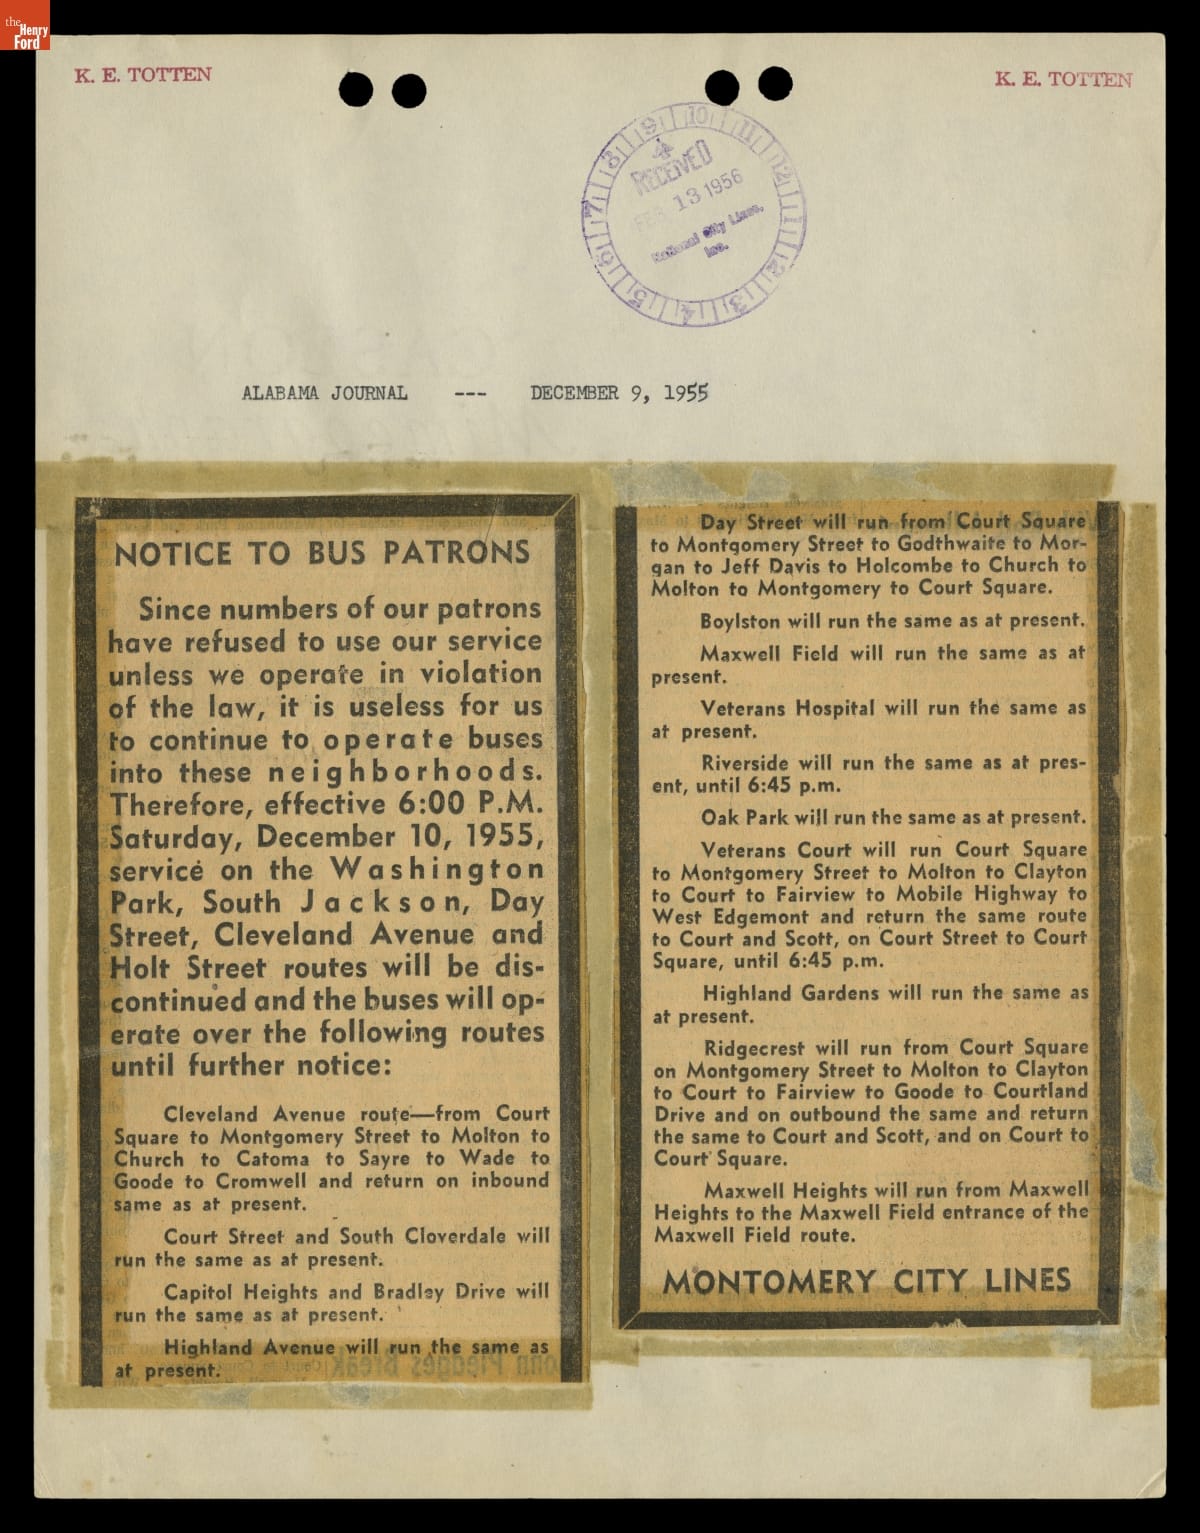 the
Henry
Ford
K. E. TOTTEN
K. E. TOTTEN
7 8 9 10 11 12 1 2 3 4 5 6
RECEIVED
FEB 13 1956
National City Lines,
Inc.
ALABAMA JOURNAL --- DECEMBER 9, 1955
NOTICE TO BUS PATRONS
Since numbers of our patrons
have refused to use our service
unless we operate in violation
of the law, it is useless for us
to continue to operate buses
into these neighborhoods.
Therefore, effective 6:00 P.M.
Saturday, December 10, 1955,
service on the Washington
Park, South Jackson, Day
Street, Cleveland Avenue and
Holt Street routes will be dis-
continued and the buses will op-
erate over the following routes
until further notice:
Cleveland Avenue route—from Court
Square to Montgomery Street to Molton to
Church to Catoma to Sayre to Wade to
Goode to Cromwell and return on inbound
same as at present.
Court Street and South Cloverdale will
run the same as at present.
Capitol Heights and Bradley Drive will
run the same as at present.
Highland Avenue will run the same as
at present.
Day Street will run from Court Square
to Montgomery Street to Godthwaite to Mor-
gan to Jeff Davis to Holcombe to Church to
Molton to Montgomery to Court Square.
Boylston will run the same as at present.
Maxwell Field will run the same as at
present.
Veterans Hospital will run the same as
at present.
Riverside will run the same as at pres-
ent, until 6:45 p.m.
Oak Park will run the same as at present.
Veterans Court will run Court Square
to Montgomery Street to Molton to Clayton
to Court to Fairview to Mobile Highway to
West Edgemont and return the same route
to Court and Scott, on Court Street to Court
Square, until 6:45 p.m.
Highland Gardens will run the same as
at present.
Ridgecrest will run from Court Square
on Montgomery Street to Molton to Clayton
to Court to Fairview to Goode to Courtland
Drive and on outbound the same and return
the same to Court and Scott, and on Court to
Court Square.
Maxwell Heights will run from Maxwell
Heights to the Maxwell Field entrance of the
Maxwell Field route.
MONTOMERY CITY LINES